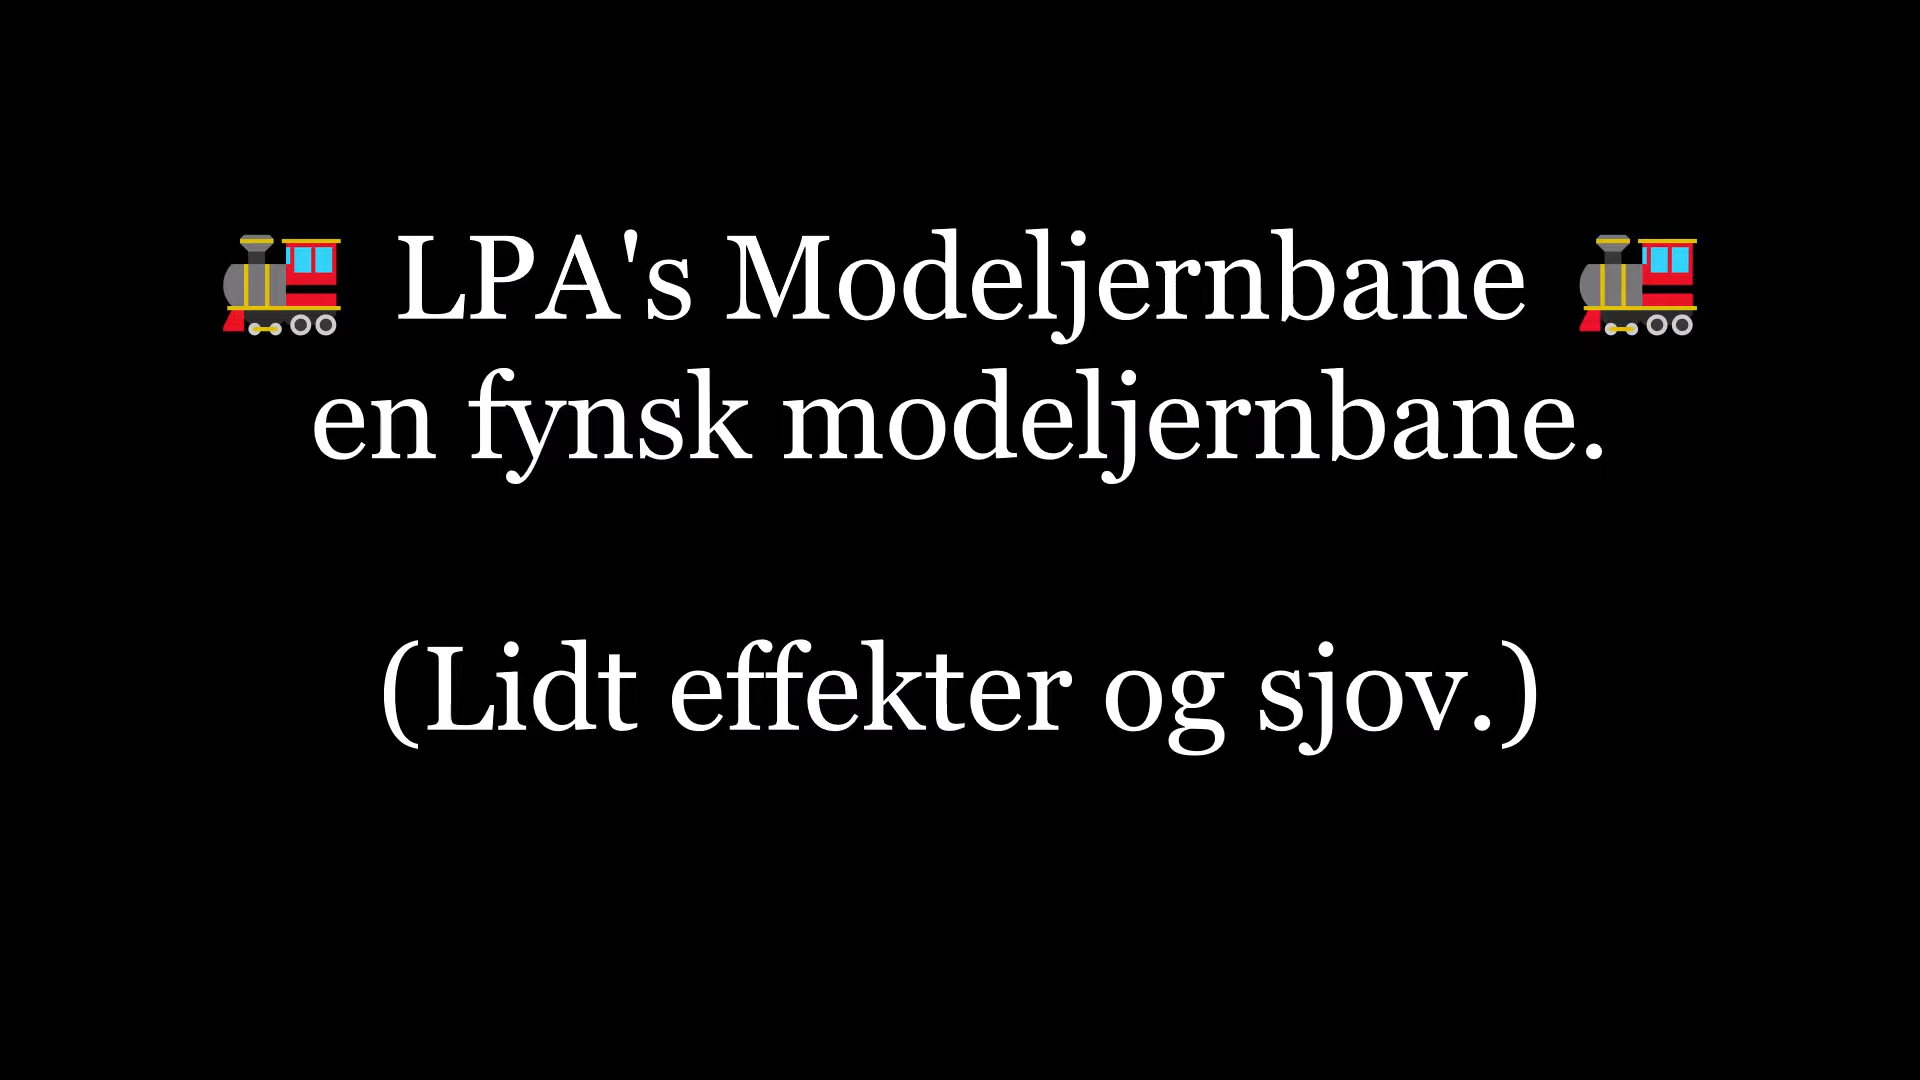 LPA's Modeljernbane
en fynsk modeljernbane.
(Lidt effekter og sjov.)